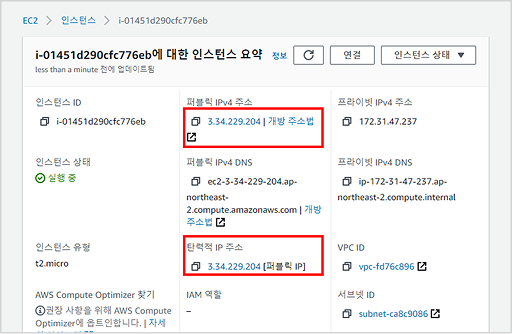 EC2 > 인스턴스 > i-01451d290cfc776eb
i-01451d290cfc776eb에 대한 인스턴스 요약 정보
연결
인스턴스 상태
less than a minute 전에 업데이트됨
인스턴스 ID
i-01451d290cfc776eb
퍼블릭 IPv4 주소
3.34.229.204 | 개방 주소법
프라이빗 IPv4 주소
172.31.47.237
인스턴스 상태
실행 중
퍼블릭 IPv4 DNS
ec2-3-34-229-204.ap-
northeast-
2.compute.amazonaws.com | 개방
주소법
프라이빗 IPv4 DNS
ip-172-31-47-237.ap-
northeast-2.compute.internal
인스턴스 유형
t2.micro
탄력적 IP 주소
3.34.229.204 [퍼블릭 IP]
VPC ID
vpc-fd76c896
AWS Compute Optimizer 찾기
권장 사항을 위해 AWS Compute
Optimizer에 옵트인합니다. | 자세
IAM 역할
–
서브넷 ID
subnet-ca8c9086